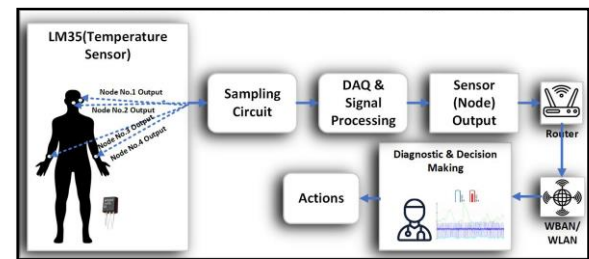 LM35(Temperature
Sensor)
Node No.1 Output
Node No.2 Output
Node No.3 Output
Node No.4 Output
Sampling
Circuit
DAQ &
Signal
Processing
Sensor
(Node)
Output
Router
Diagnostic & Decision
Making
Actions
WBAN/
WLAN